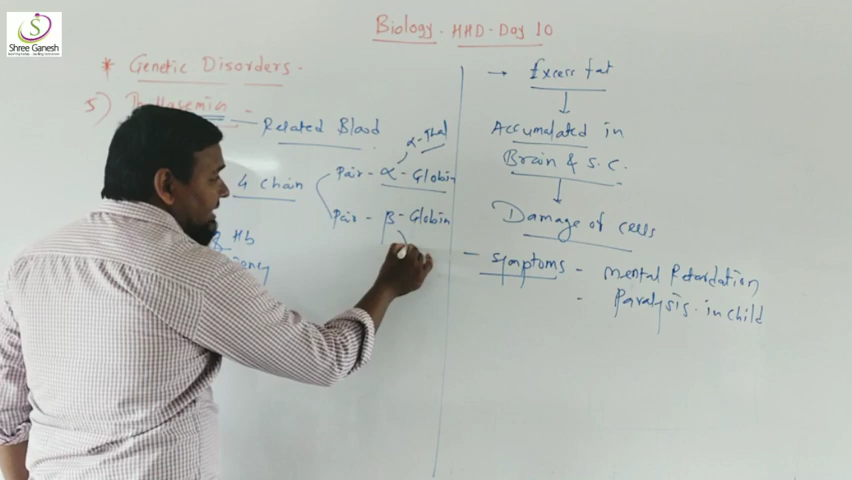 Shree Ganesh
Biology - HHD - Day 10
* Genetic Disorders -
5)
Related Blood
4 chain
Pair - α - Globin
α - Thal
Pair - β - Globin
Hb
→ Excess fat
Accumulated in
Brain & S.C.
Damage of cells
- Symptoms - Mental Retardation
- Paralysis in child